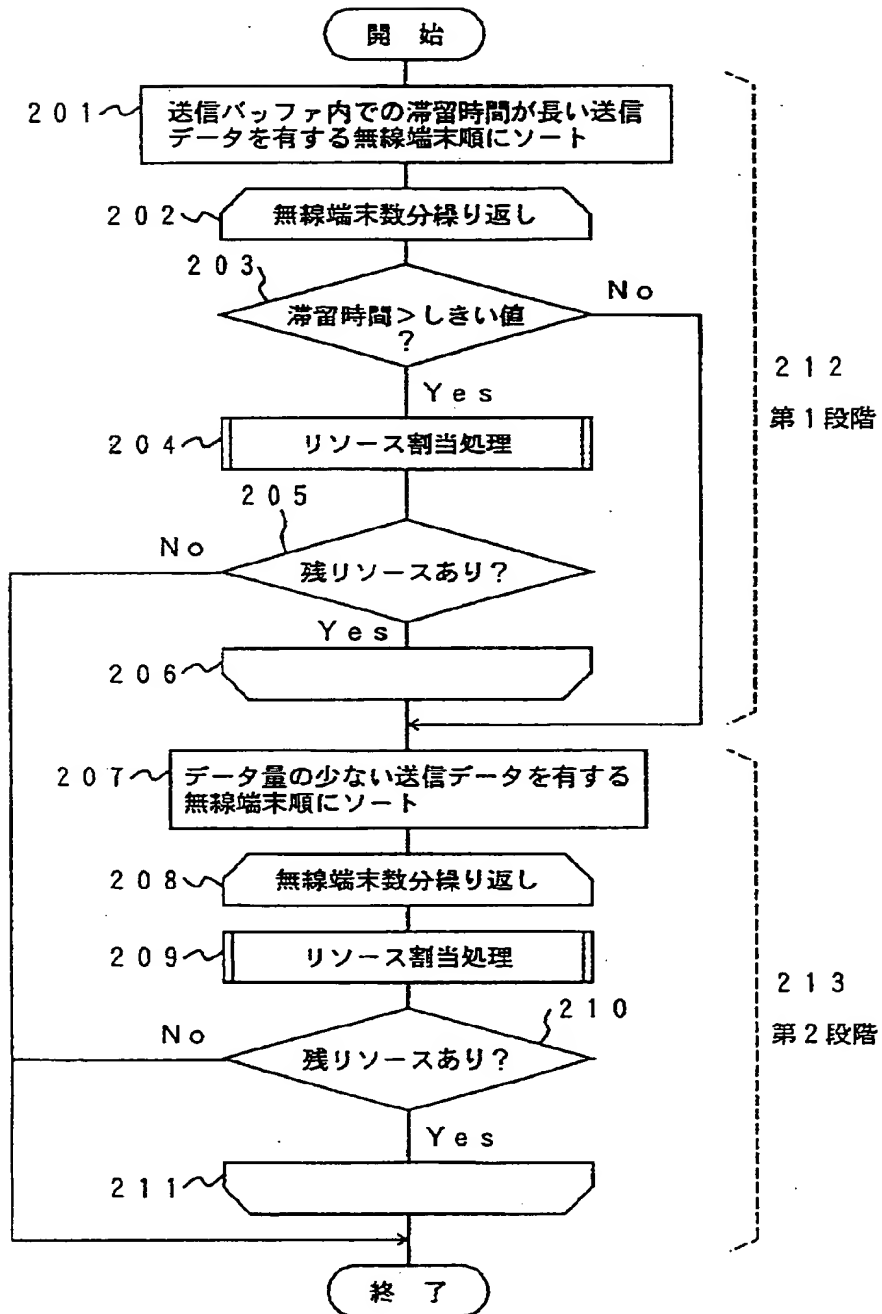 開 始
201
送信バッファ内での滞留時間が長い送信
データを有する無線端末順にソート
202
無線端末数分繰り返し
203
滞留時間>しきい値
?
No
Yes
212
第1段階
204
リソース割当処理
205
No
残リソースあり?
Yes
206
207
データ量の少ない送信データを有する
無線端末順にソート
208
無線端末数分繰り返し
209
リソース割当処理
210
213
第2段階
No
残リソースあり?
Yes
211
終 了